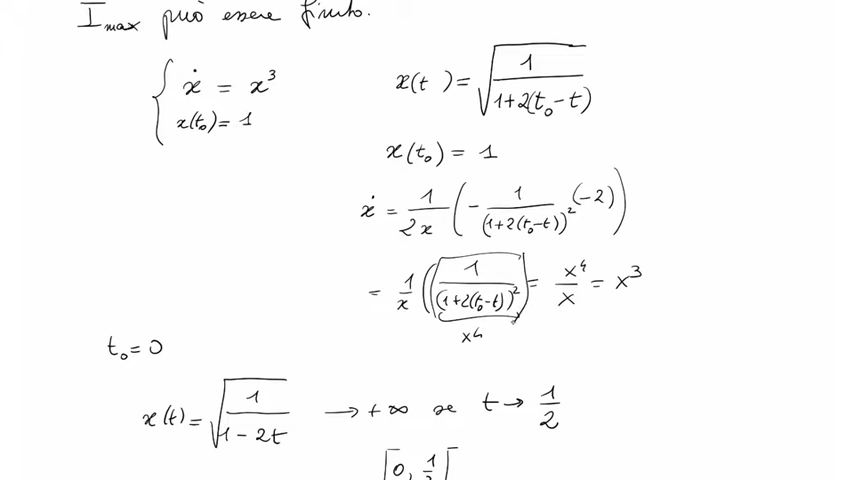 I_max può essere finito.
{ ẋ = x³
x(t₀) = 1
x(t ) = √(1/(1+2(t₀-t)))
x(t₀) = 1
ẋ = 1/(2x) (- 1/(1+2(t₀-t))² (-2))
= 1/x ((1/(1+2(t₀-t))²) = x⁴/x = x³
x⁴
t₀ = 0
x(t) = √(1/(1-2t)) → +∞ se t → 1/2
[0, 1/2[